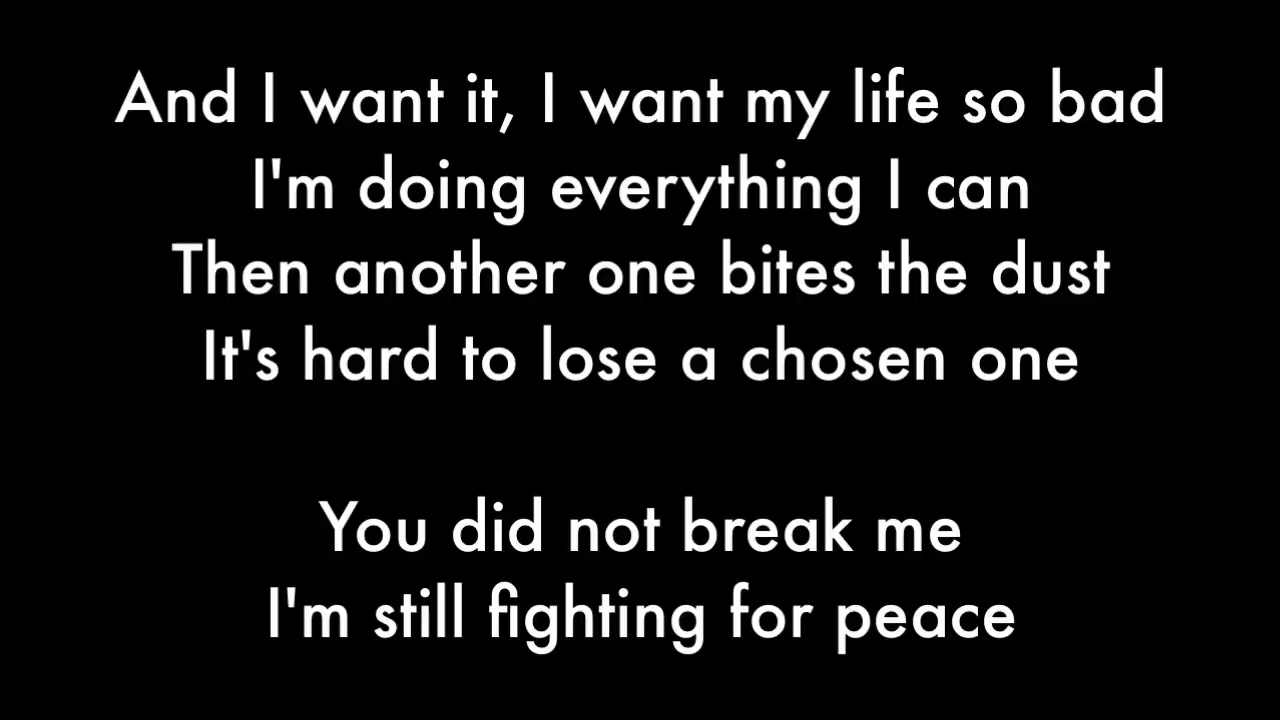 And I want it, I want my life so bad
I'm doing everything I can
Then another one bites the dust
It's hard to lose a chosen one
You did not break me
I'm still fighting for peace